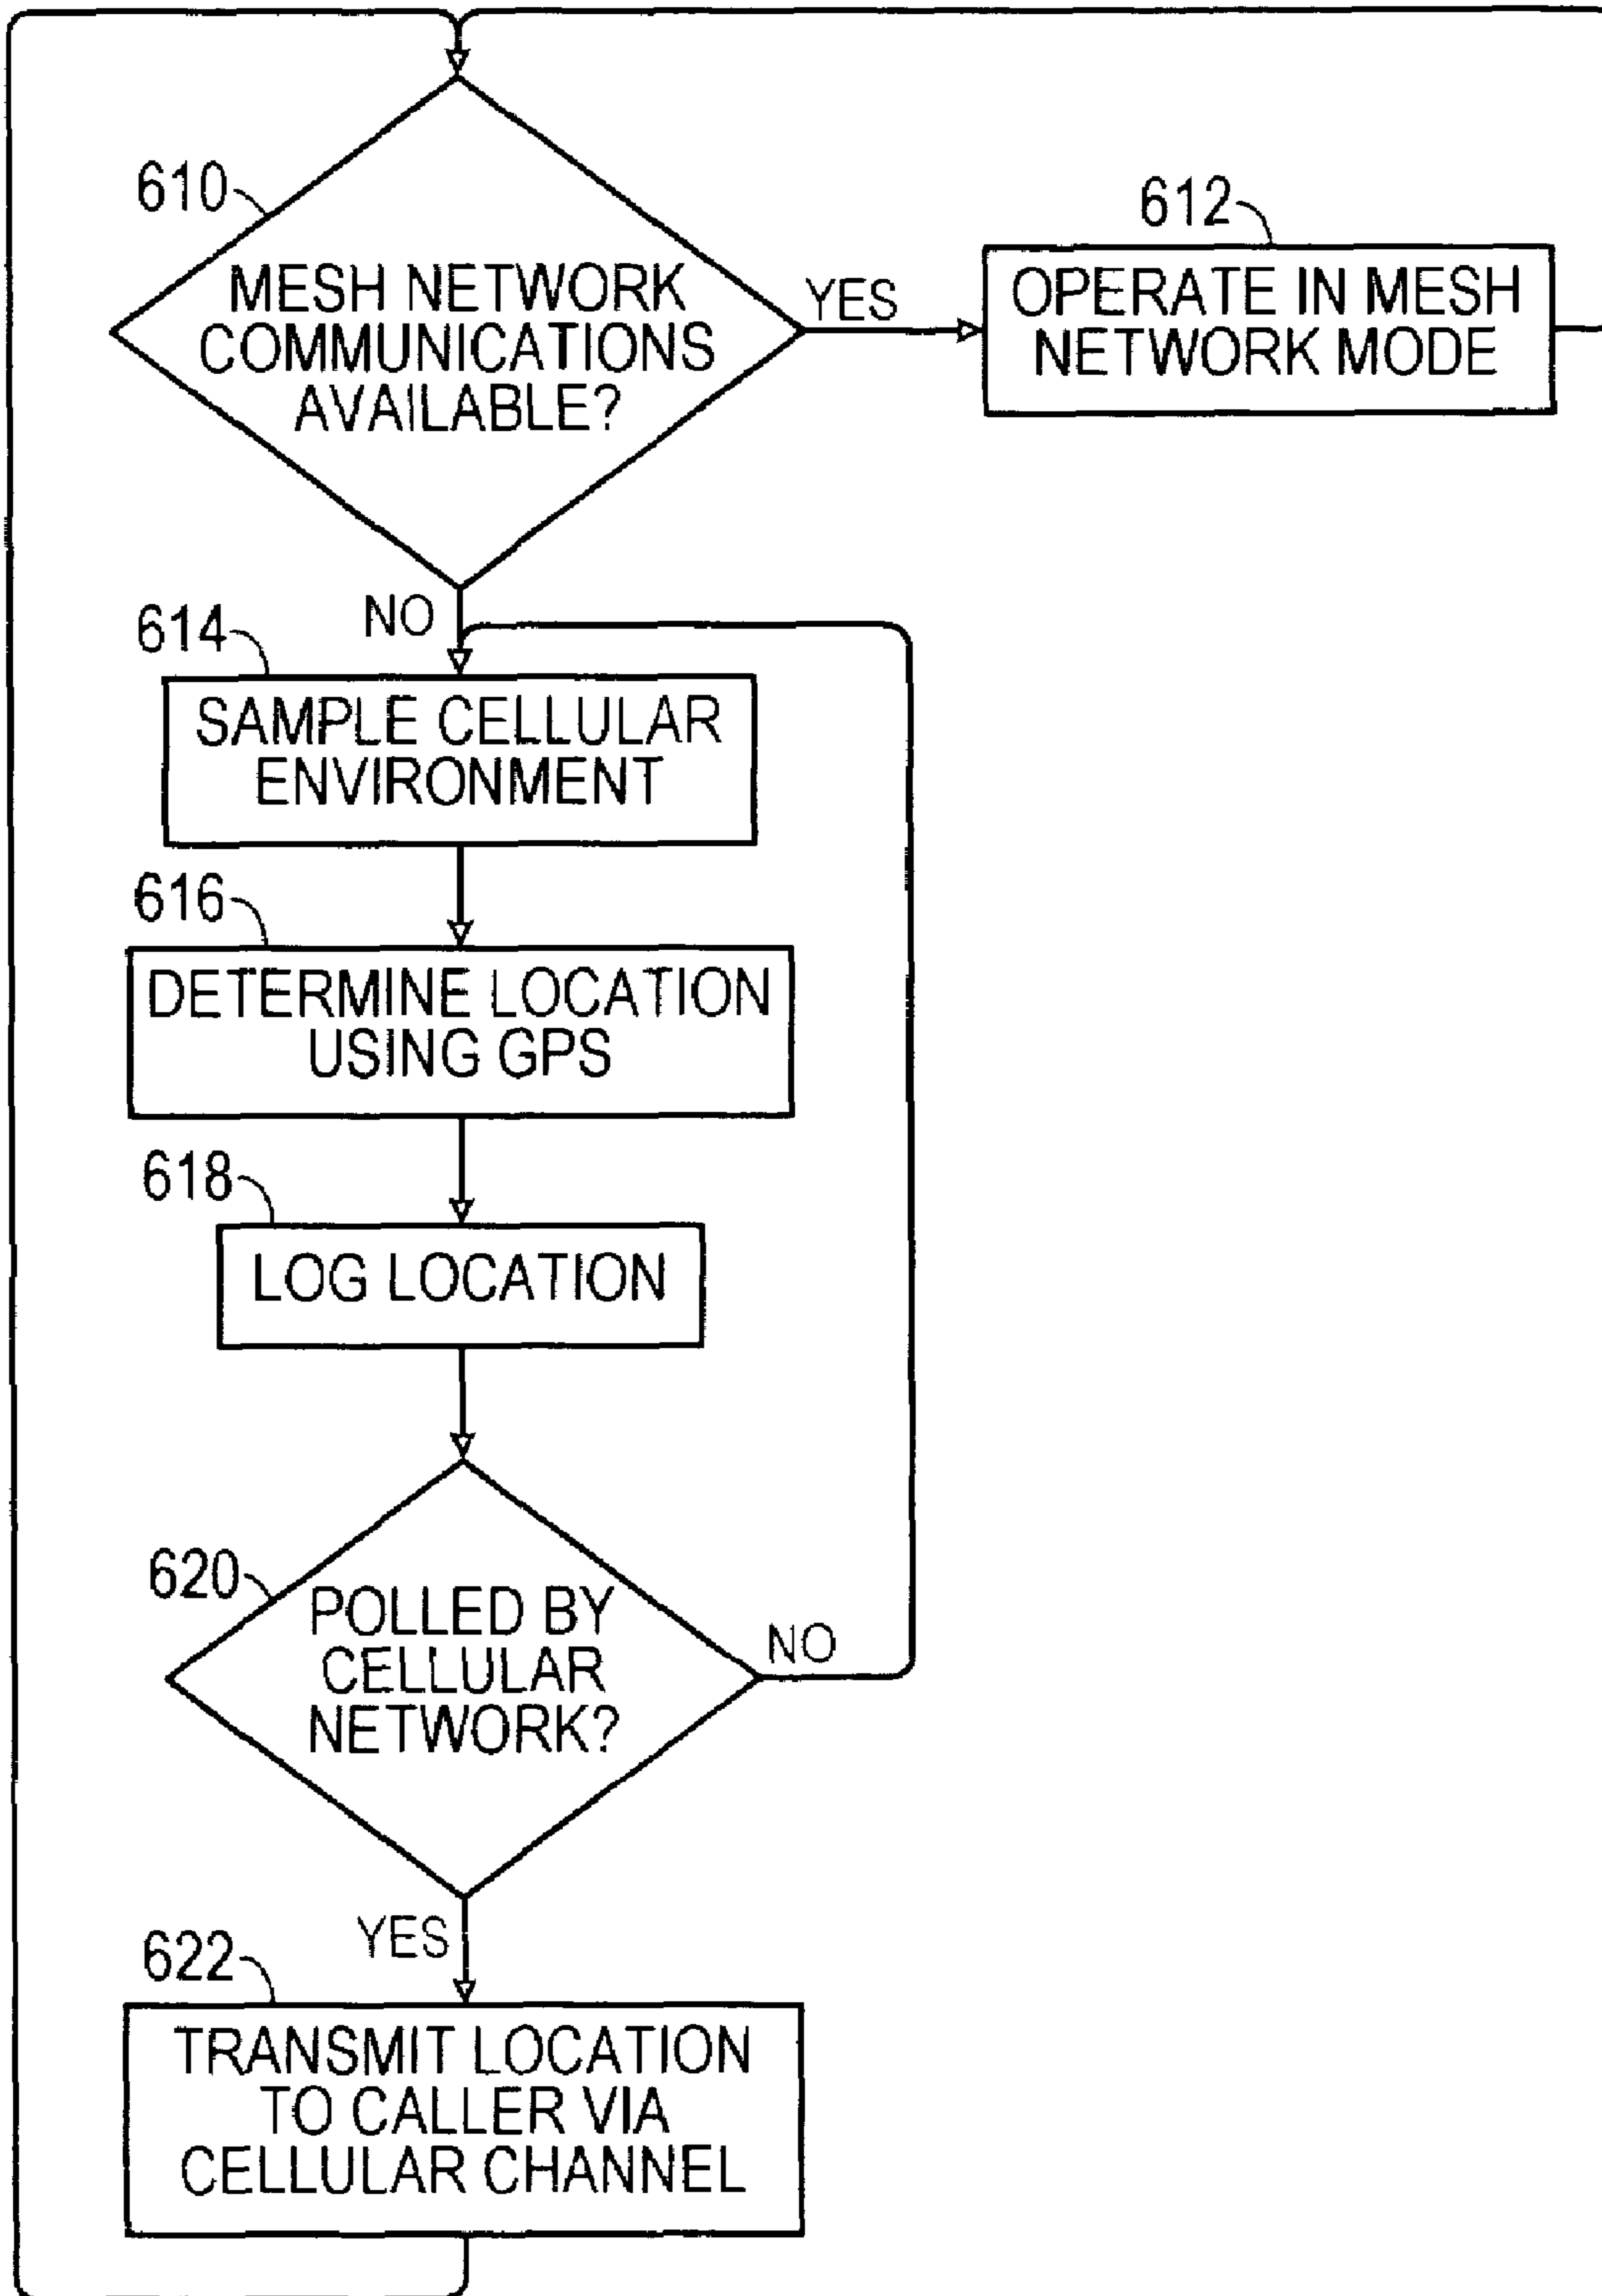 610
MESH NETWORK
COMMUNICATIONS
AVAILABLE?
YES
612
OPERATE IN MESH
NETWORK MODE
NO
614
SAMPLE CELLULAR
ENVIRONMENT
616
DETERMINE LOCATION
USING GPS
618
LOG LOCATION
620
POLLED BY
CELLULAR
NETWORK?
NO
YES
622
TRANSMIT LOCATION
TO CALLER VIA
CELLULAR CHANNEL